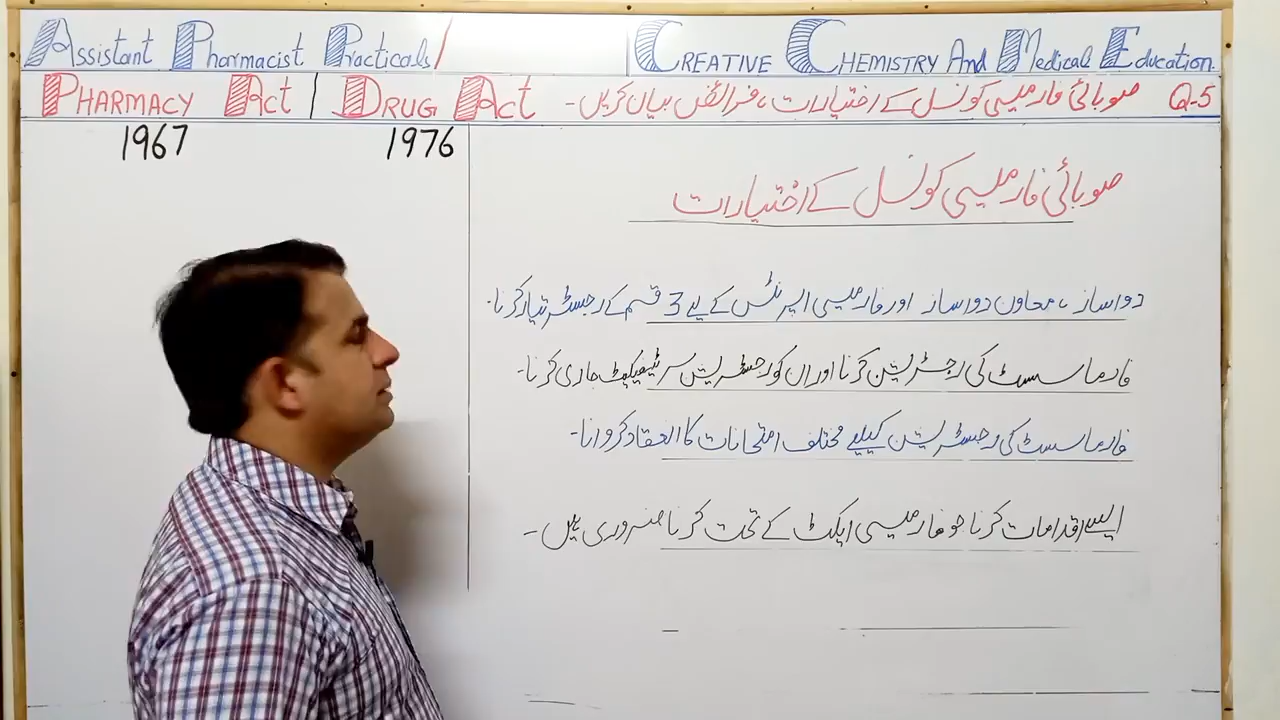 Assistant Pharmacist Practicals/
CREATIVE CHEMISTRY And Medical Education.
PHARMACY Act | DRUG Act
Q-5 صوبائی فارمیسی کونسل کے اختیارات، فرائض بیان کریں۔
1967 1976
صوبائی فارمیسی کونسل کے اختیارات
دواساز، معاون دواساز اور فارمیسی اپرنٹس کے لیے 3 قسم کے رجسٹر تیار کرنا۔
فارماسسٹ کی رجسٹریشن کرنا اور ان کو رجسٹریشن سرٹیفیکیٹ جاری کرنا۔
فارماسسٹ کی رجسٹریشن کیلئے مختلف امتحانات کا انعقاد کروانا۔
ایسے اقدامات کرنا جو فارمیسی ایکٹ کے تحت کرنا ضروری ہیں۔